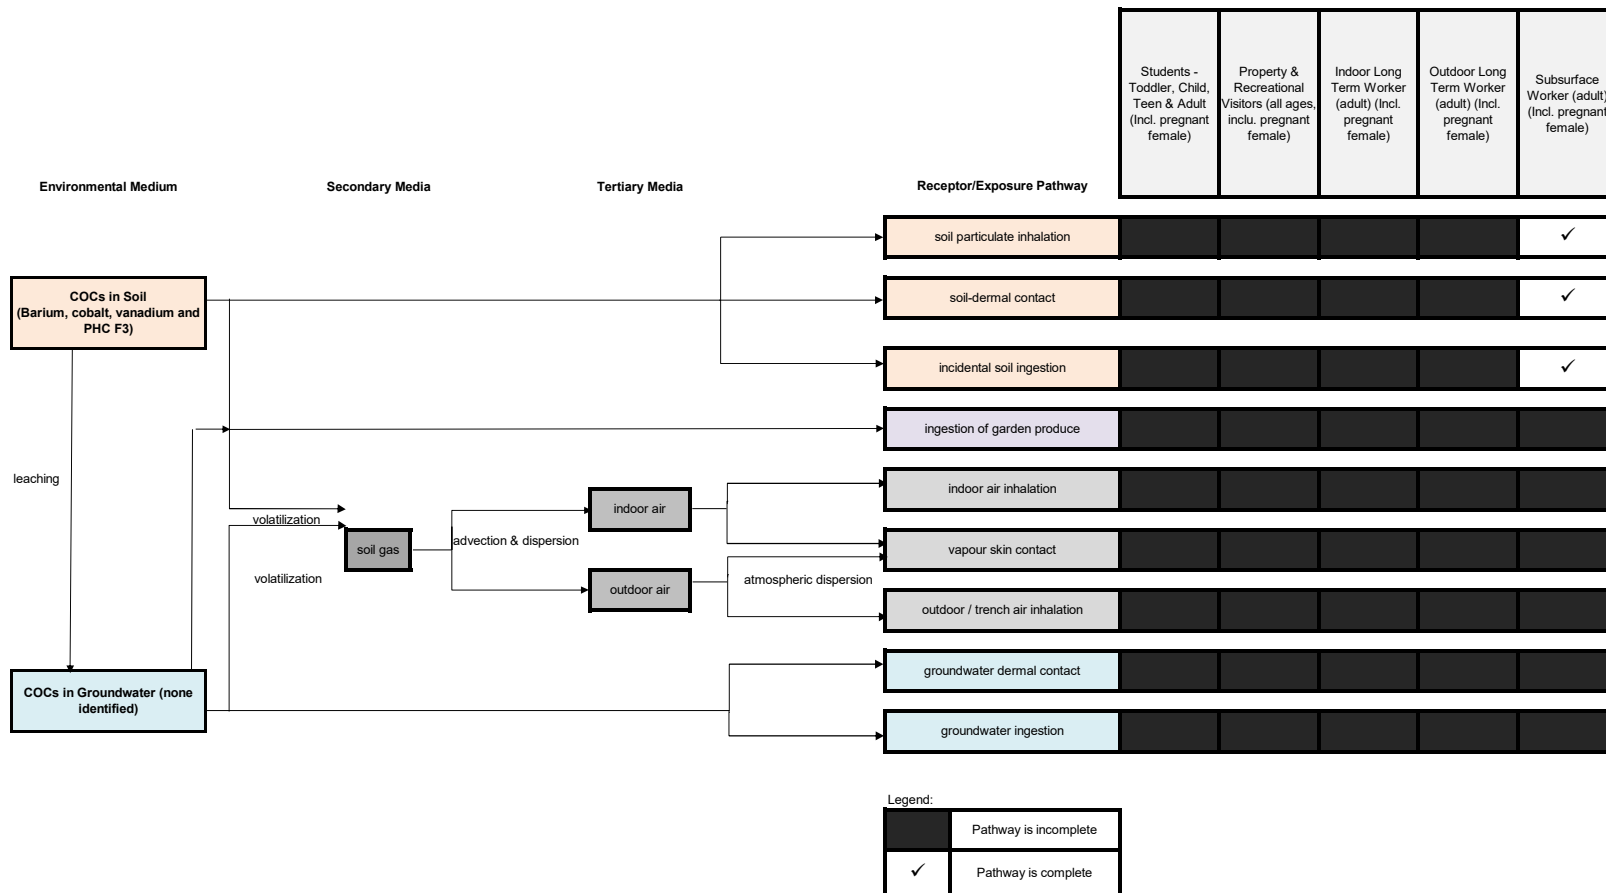 Students -
Toddler, Child,
Teen & Adult
(Incl. pregnant
female)
Property &
Recreational
Visitors (all ages,
inclu. pregnant
female)
Indoor Long
Term Worker
(adult) (Incl.
pregnant
female)
Outdoor Long
Term Worker
(adult) (Incl.
pregnant
female)
Subsurface
Worker (adult)
(Incl. pregnant
female)
Environmental Medium
Secondary Media
Tertiary Media
Receptor/Exposure Pathway
soil particulate inhalation
✓
COCs in Soil
(Barium, cobalt, vanadium and
PHC F3)
soil-dermal contact
✓
incidental soil ingestion
✓
ingestion of garden produce
leaching
indoor air inhalation
indoor air
volatilization
soil gas
advection & dispersion
vapour skin contact
volatilization
outdoor air
atmospheric dispersion
outdoor / trench air inhalation
groundwater dermal contact
COCs in Groundwater (none
identified)
groundwater ingestion
Legend:
Pathway is incomplete
✓ Pathway is complete